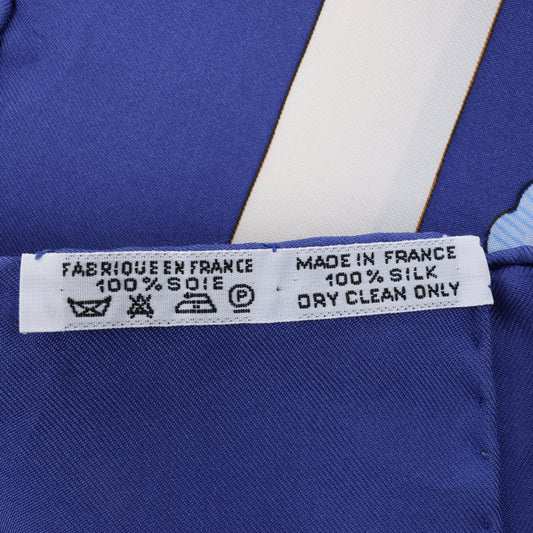 FABRIQUE EN FRANCE
100% SOIE
P
MADE IN FRANCE
100% SILK
DRY CLEAN ONLY